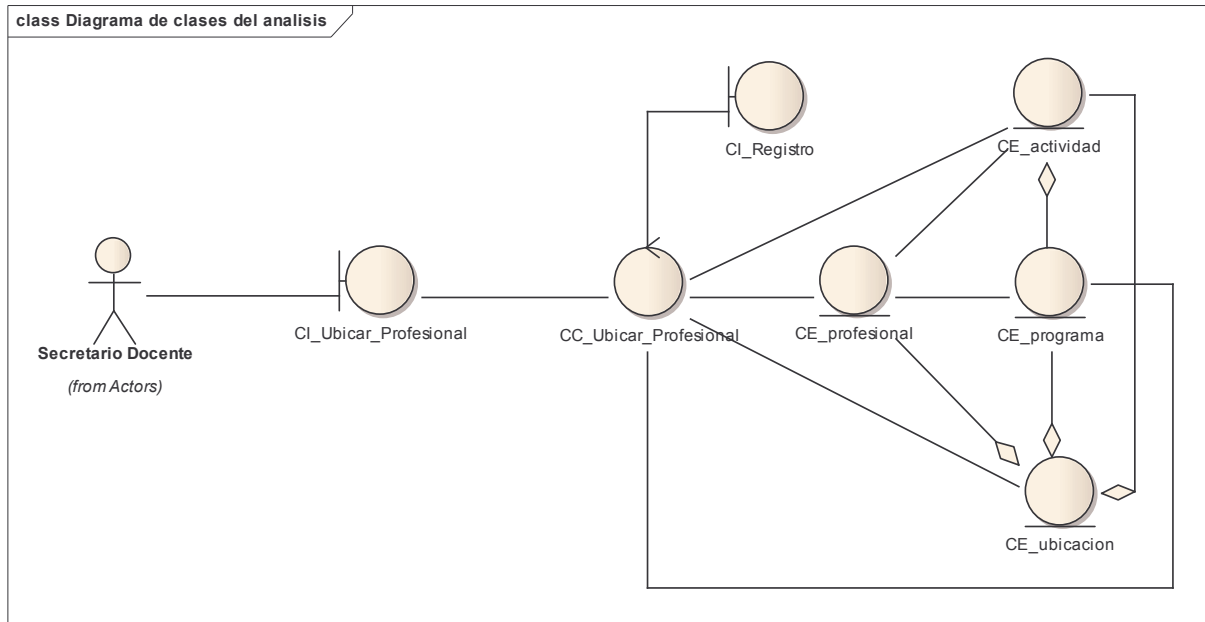 class Diagrama de clases del analisis
CI_Registro
CE_actividad
Secretario Docente
(from Actors)
CI_Ubicar_Profesional
CC_Ubicar_Profesional
CE_profesional
CE_programa
CE_ubicacion